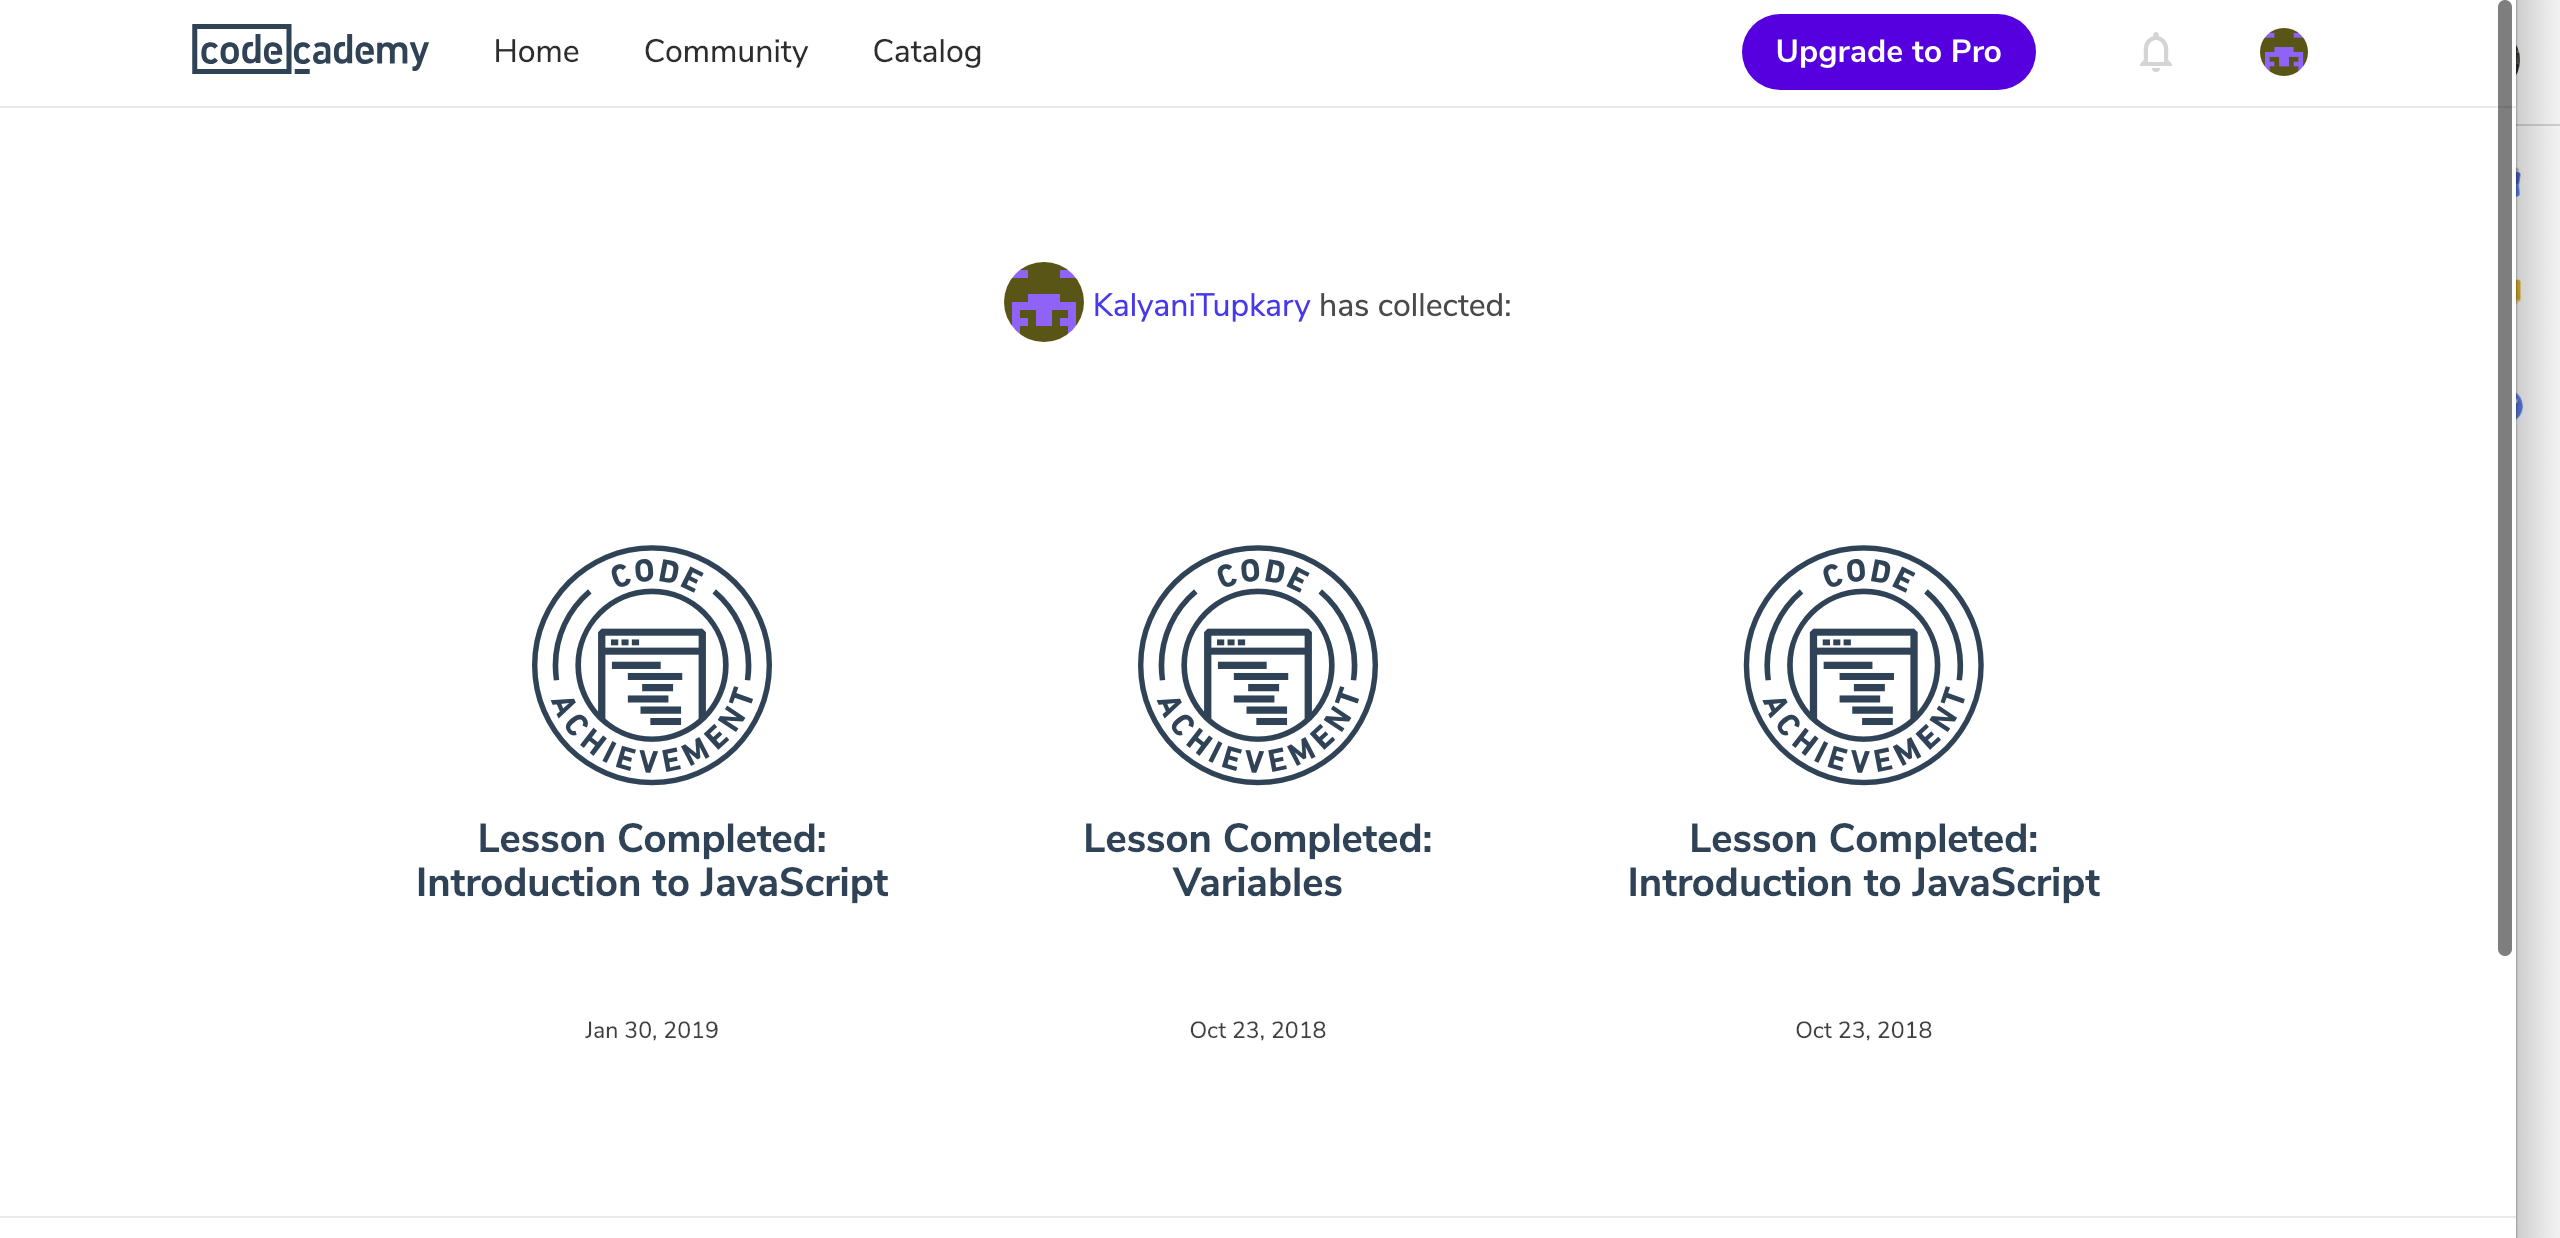 codecademy Home Community Catalog Upgrade to Pro
KalyaniTupkary has collected:
CODE ACHIEVEMENT
CODE ACHIEVEMENT
CODE ACHIEVEMENT
Lesson Completed:
Introduction to JavaScript
Lesson Completed:
Variables
Lesson Completed:
Introduction to JavaScript
Jan 30, 2019
Oct 23, 2018
Oct 23, 2018